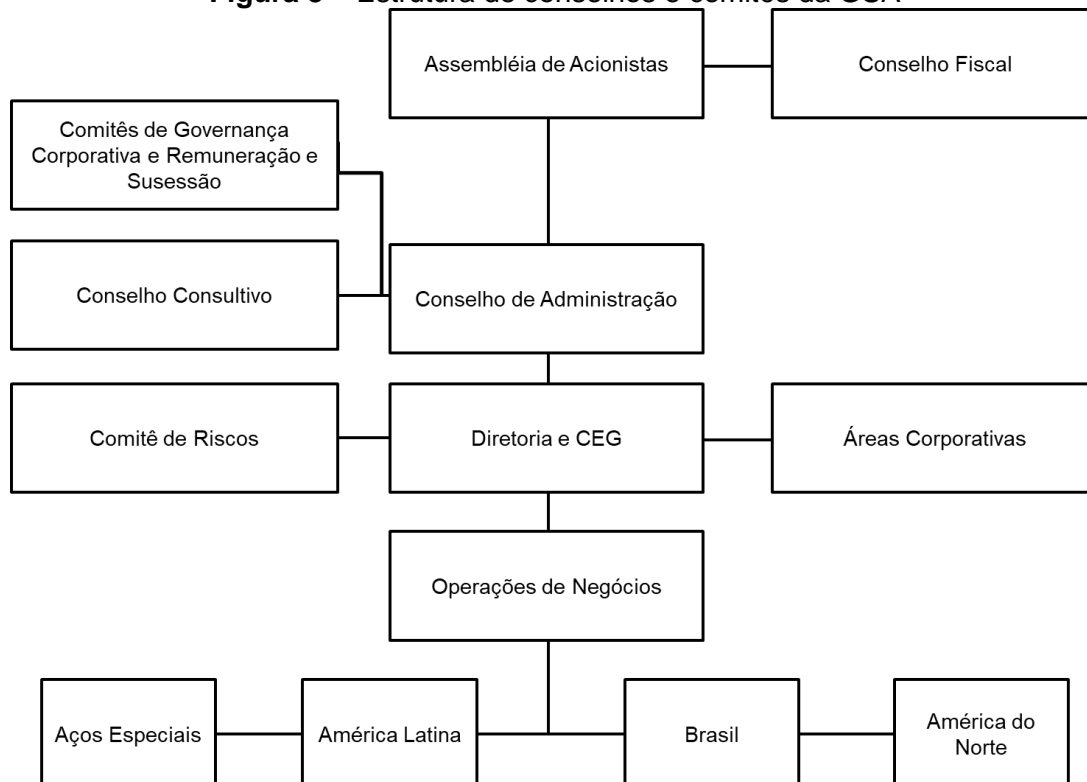 Assembléia de Acionistas
Conselho Fiscal
Comitês de Governança
Corporativa e Remuneração e
Susessão
Conselho Consultivo
Conselho de Administração
Comitê de Riscos
Diretoria e CEG
Áreas Corporativas
Operações de Negócios
Aços Especiais
América Latina
Brasil
América do
Norte